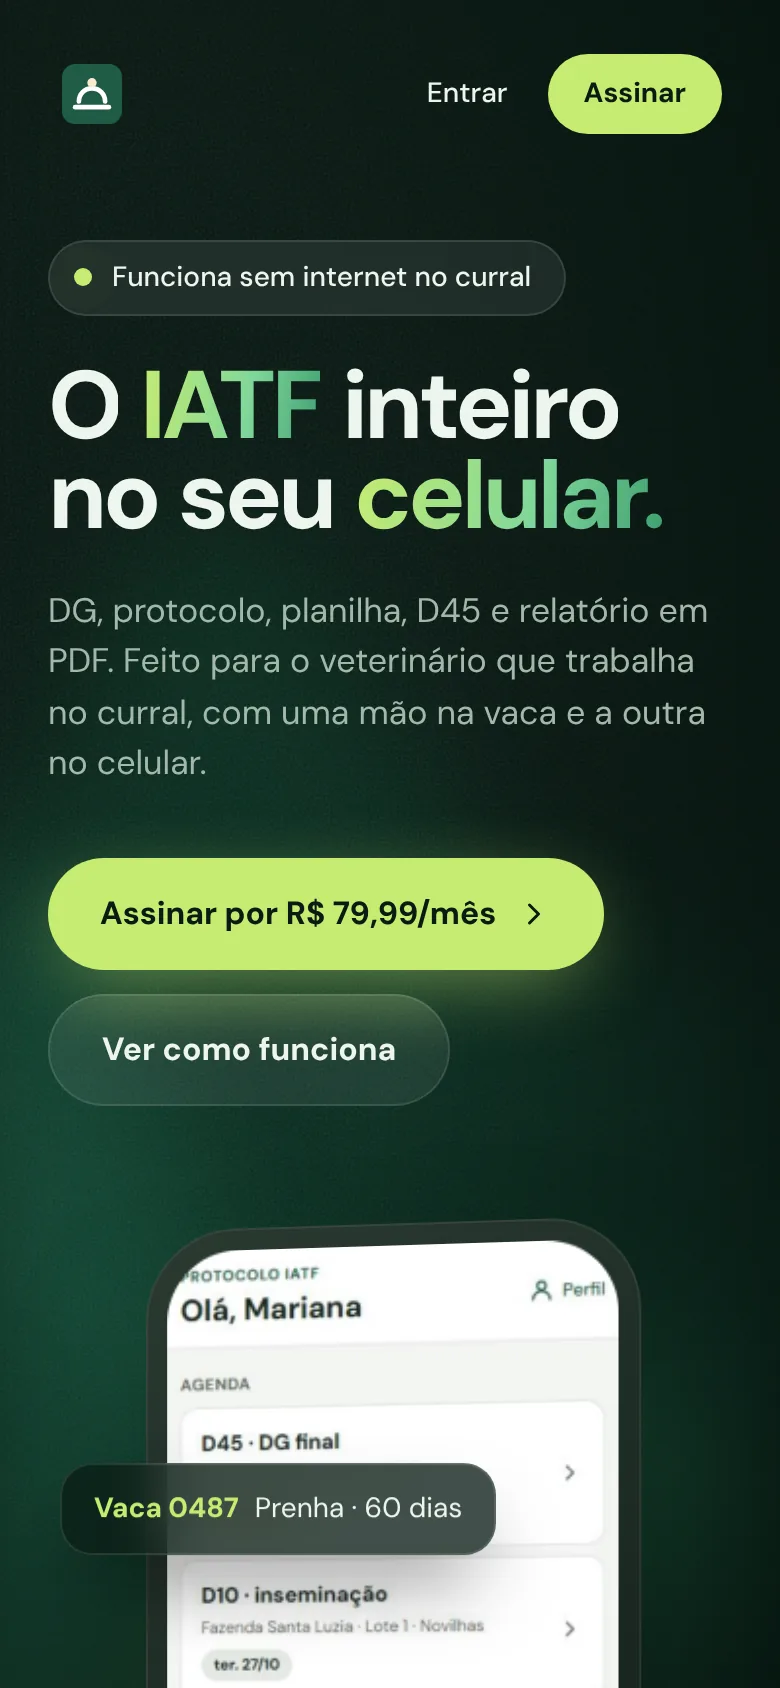 Entrar
Assinar
Funciona sem internet no curral
O IATF inteiro
no seu celular.
DG, protocolo, planilha, D45 e relatório em
PDF. Feito para o veterinário que trabalha
no curral, com uma mão na vaca e a outra
no celular.
Assinar por R$ 79,99/mês
Ver como funciona
PROTOCOLO IATF
Olá, Mariana
Perfil
AGENDA
D45 · DG final
Vaca 0487 Prenha · 60 dias
D10 · inseminação
Fazenda Santa Luzia · Lote 1 · Novilhas
ter. 27/10